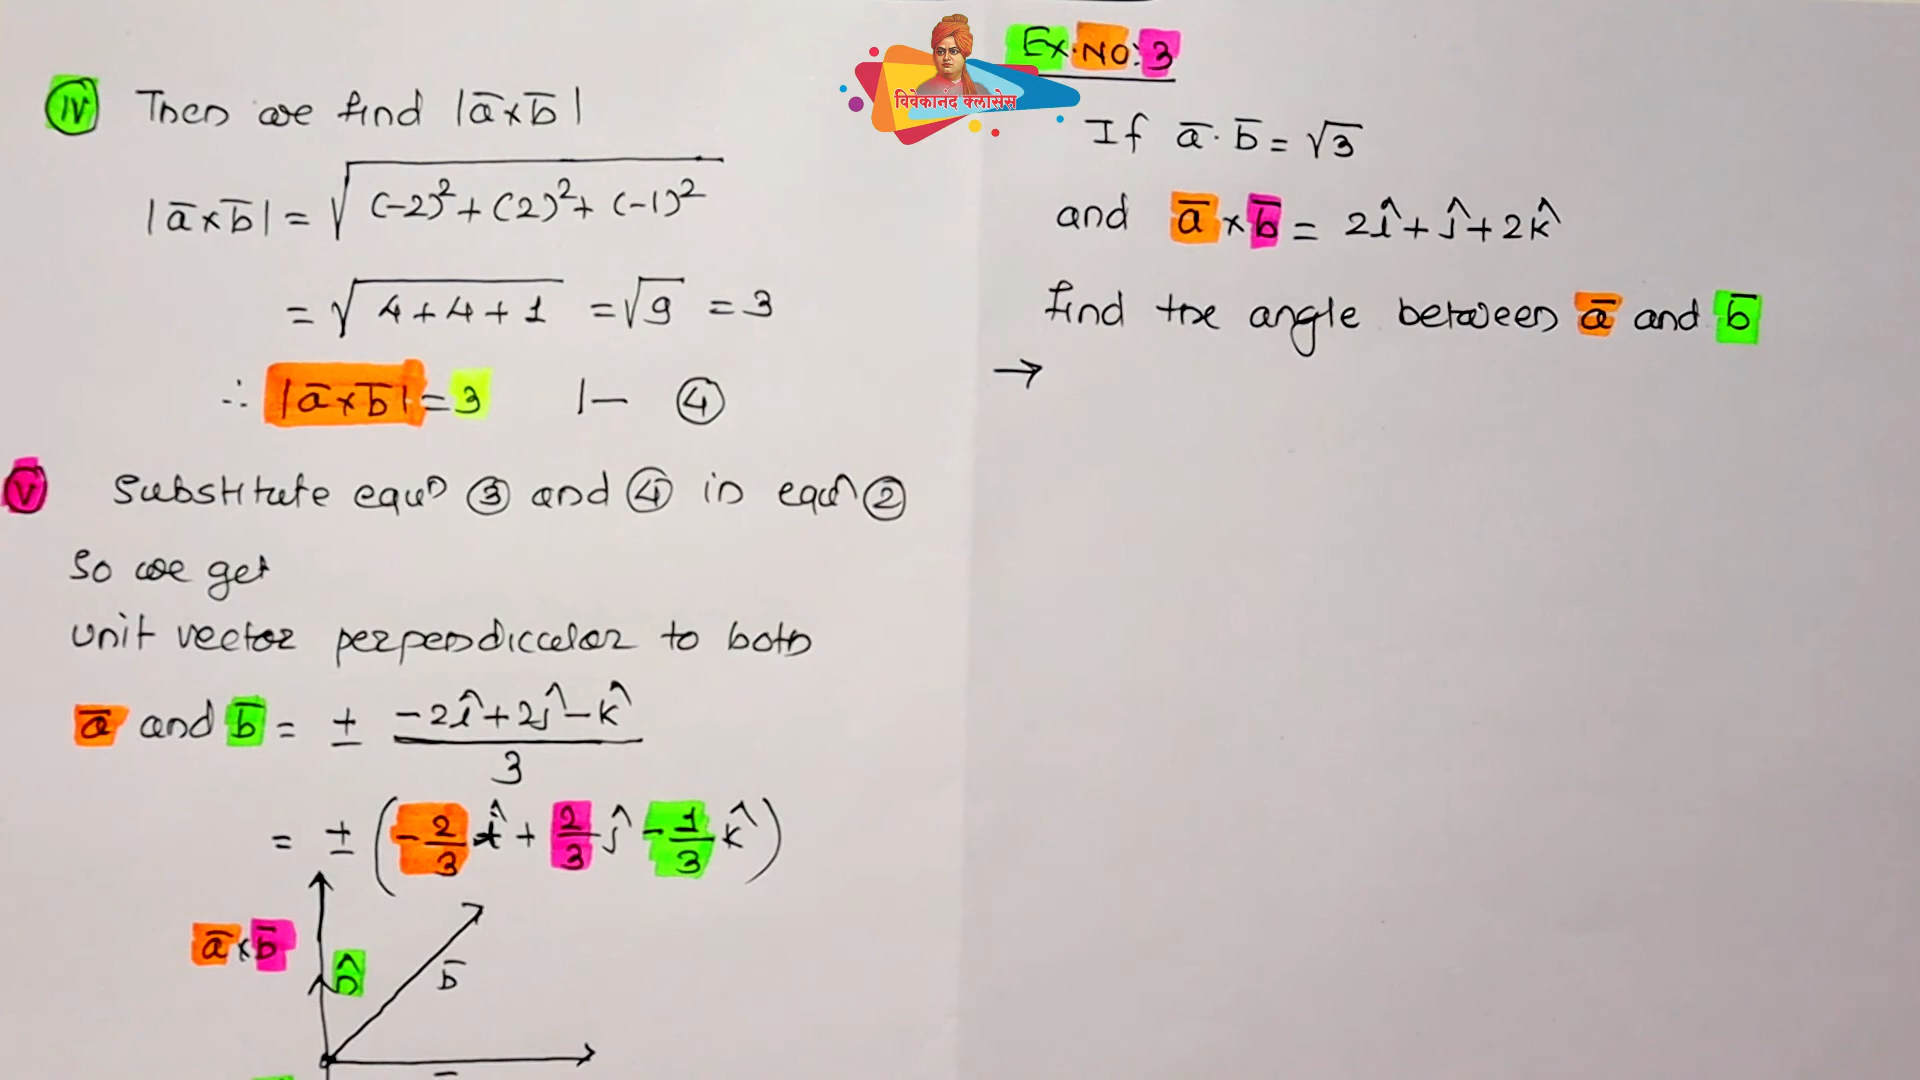 IV Then we find |a̅×b̅|
|a̅×b̅| = √((-2)²+(2)²+(-1)²)
= √(4+4+1) = √9 = 3
∴ |a̅×b̅| = 3 |— ④
V Substitute equn ③ and ④ in equn ②
So we get
unit vector perpendicular to both
a̅ and b̅ = ± (-2î+2ĵ-k̂)/3
= ± (-2/3 î + 2/3 ĵ - 1/3 k̂)
a̅×b̅
b̅
विवेकानंद क्लासेस
Ex.NO:3
If a̅·b̅ = √3
and a̅×b̅ = 2î+ĵ+2k̂
find the angle between a̅ and b̅
→